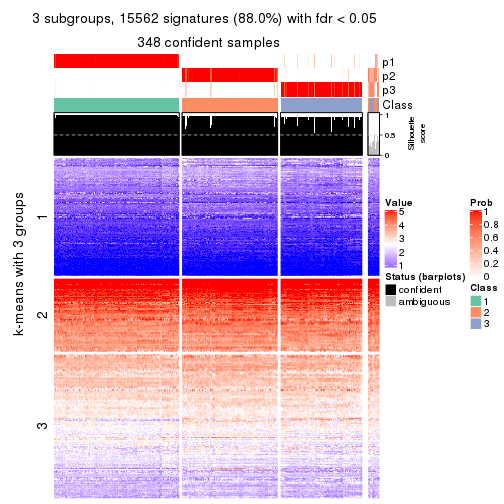 3 subgroups, 15562 signatures (88.0%) with fdr < 0.05
348 confident samples
p1
p2
p3
Class
1
0.5
0
Silhouette
score
k-means with 3 groups
1
2
3
Value
5
4
3
2
1
Status (barplots)
confident
ambiguous
Prob
1
0.8
0.6
0.4
0.2
0
Class
1
2
3